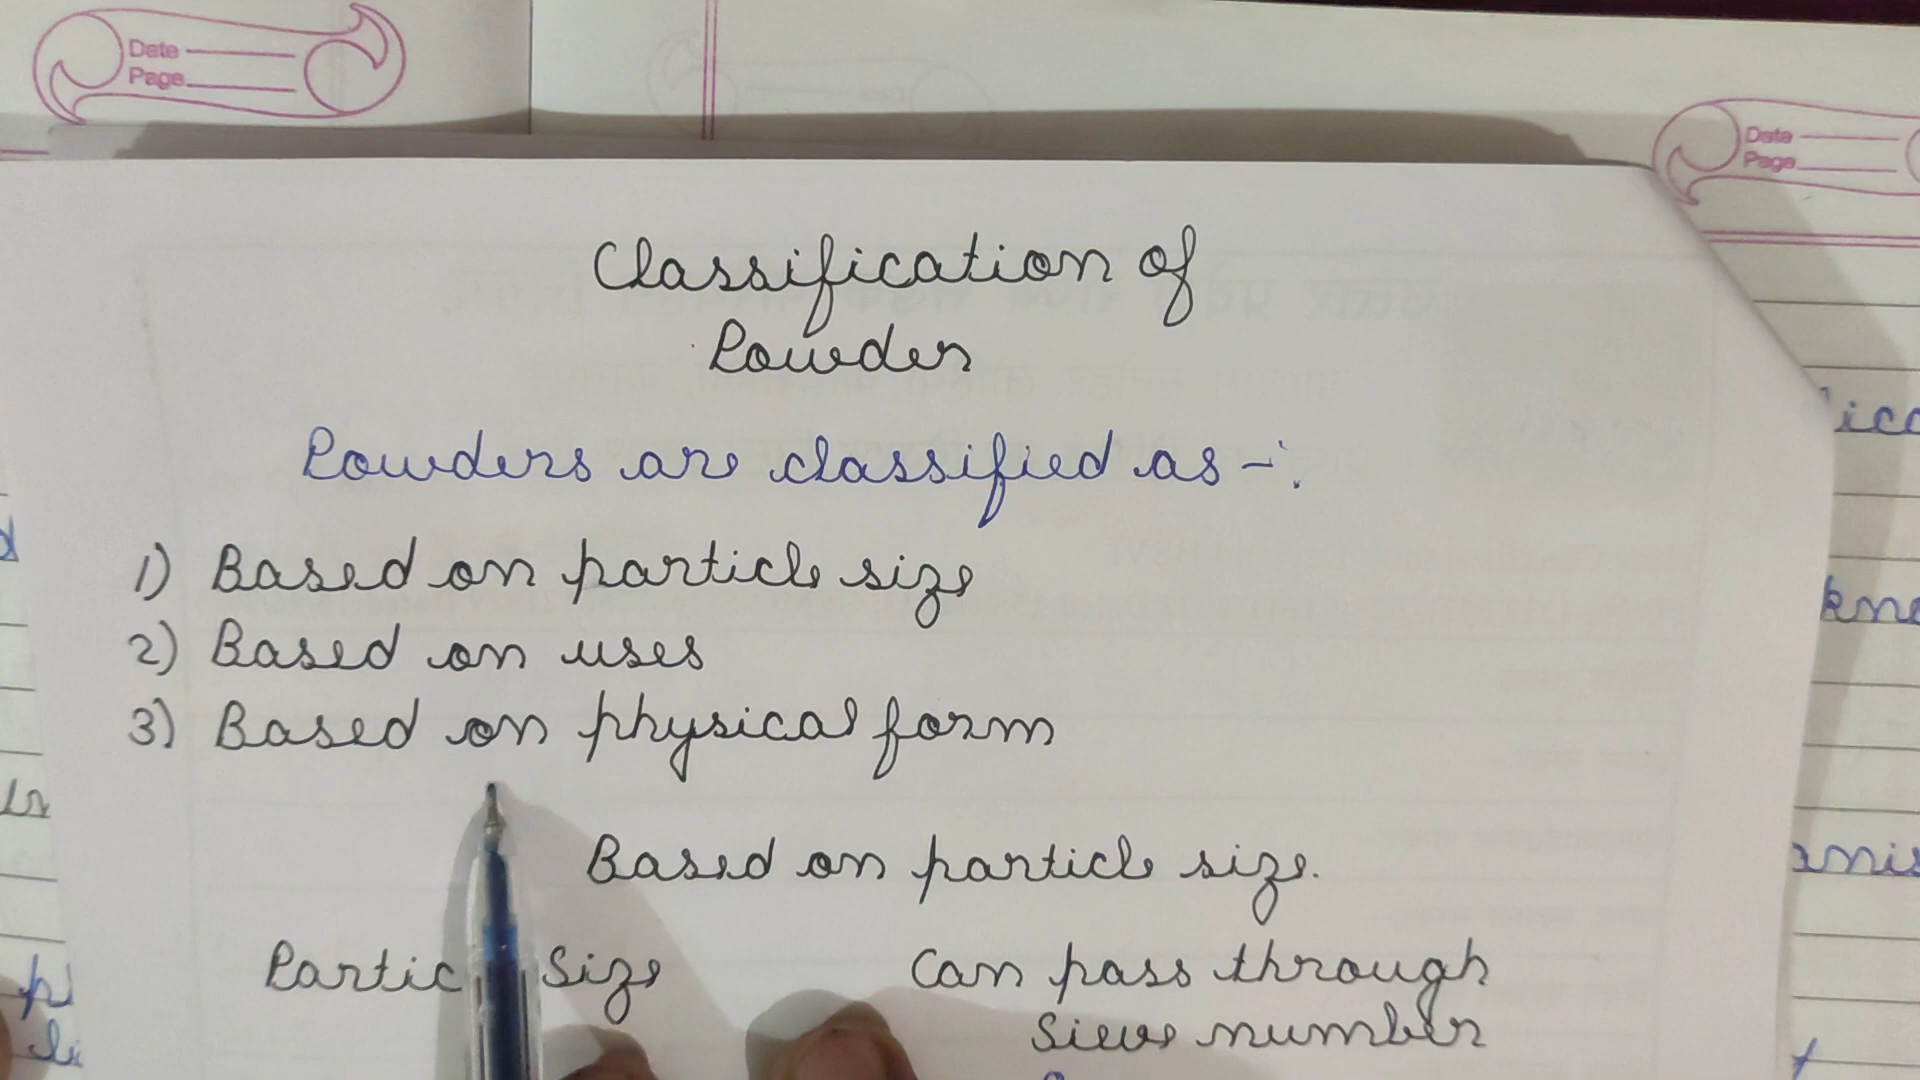 Date
Page
Date
Page
Classification of
Powder
Powders are classified as -:
1) Based on particle size
2) Based on uses
3) Based on physical form
Based on particle size.
Size
Can pass through
Sieve number